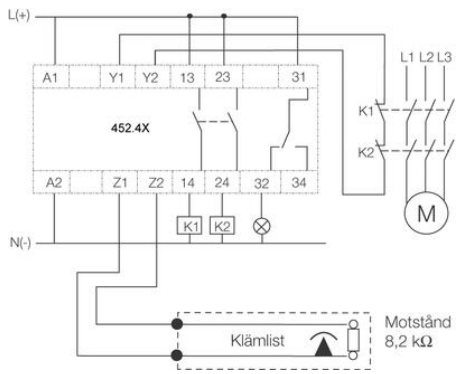 L(+)
A1 Y1 Y2 13 23 31
L1 L2 L3
452.4X
K1
K2
A2 Z1 Z2 14 24 32 34
K1 K2
M
N(-)
Klämlist
Motstånd
8,2 kΩ